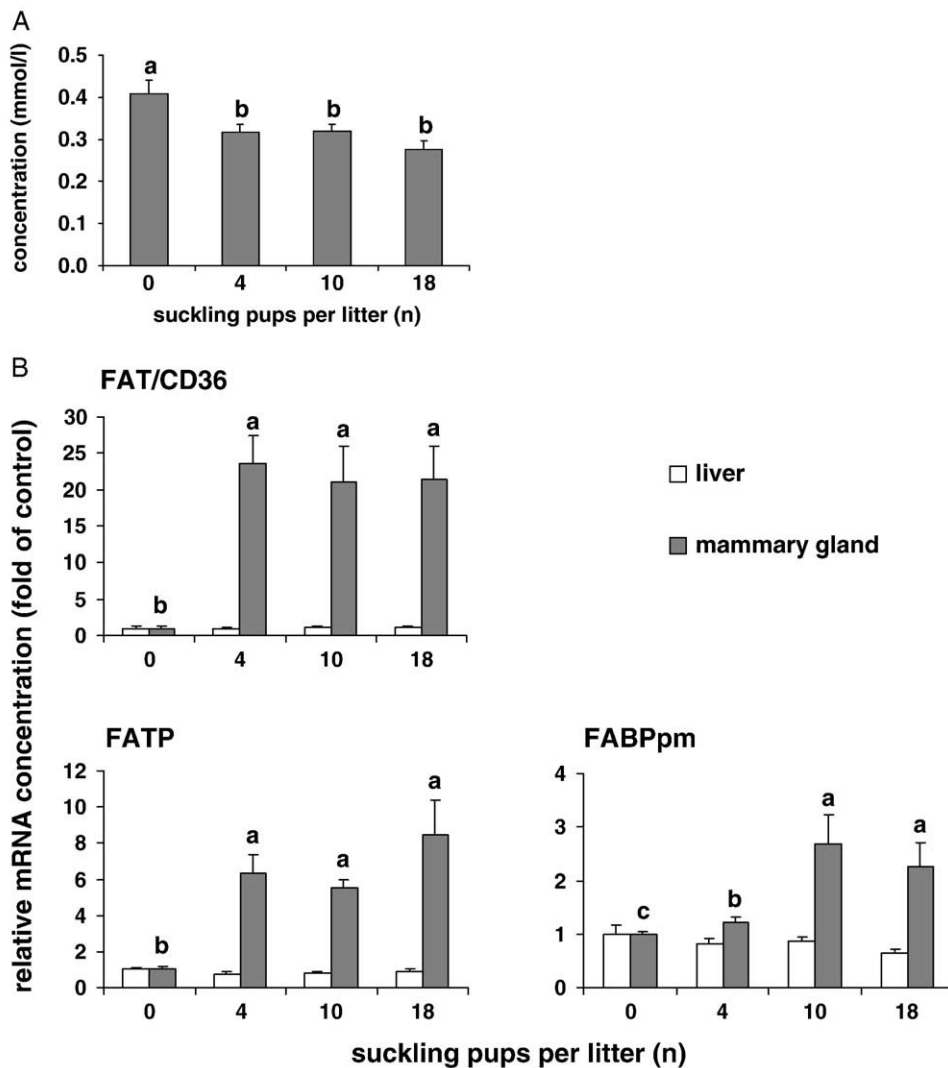 A
concentration (mmol/l)
0.5
0.4
0.3
0.2
0.1
0.0
a
b
b
b
0 4 10 18
suckling pups per litter (n)
B
relative mRNA concentration (fold of control)
FAT/CD36
30
25
20
15
10
5
0
b
a
a
a
0 4 10 18
liver
mammary gland
FATP
12
10
8
6
4
2
0
b
a
a
a
0 4 10 18
FABPpm
4
3
2
1
0
c
b
a
a
0 4 10 18
suckling pups per litter (n)